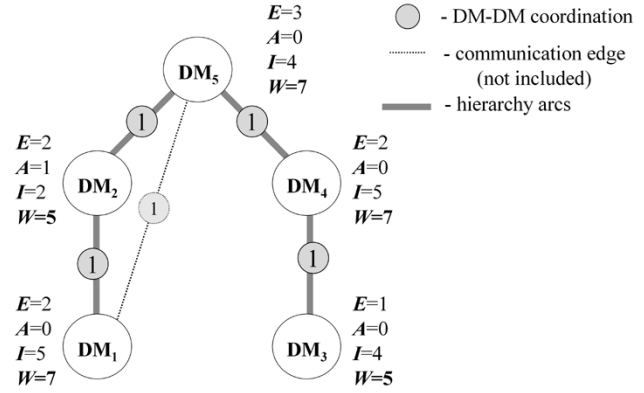 E=3
A=0
I=4
W=7
DM5
- DM-DM coordination
- communication edge
(not included)
- hierarchy arcs
1
1
E=2
A=1
I=2
W=5
DM2
1
DM4
E=2
A=0
I=5
W=7
1
1
E=2
A=0
I=5
W=7
DM1
DM3
E=1
A=0
I=4
W=5